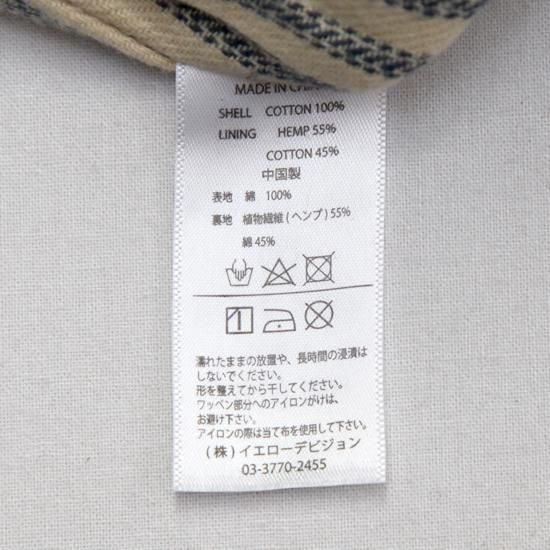 MADE IN CHINA
SHELL COTTON 100%
LINING HEMP 55%
COTTON 45%
中国製
表地 綿 100%
裏地 植物繊維(ヘンプ)55%
綿 45%
濡れたままの放置や、長時間の浸漬は
しないでください。
形を整えてから干してください。
ワッペン部分へのアイロンがけは、
お避け下さい。
アイロンの際は当て布を使用して下さい。
(株)イエローデビジョン
03-3770-2455